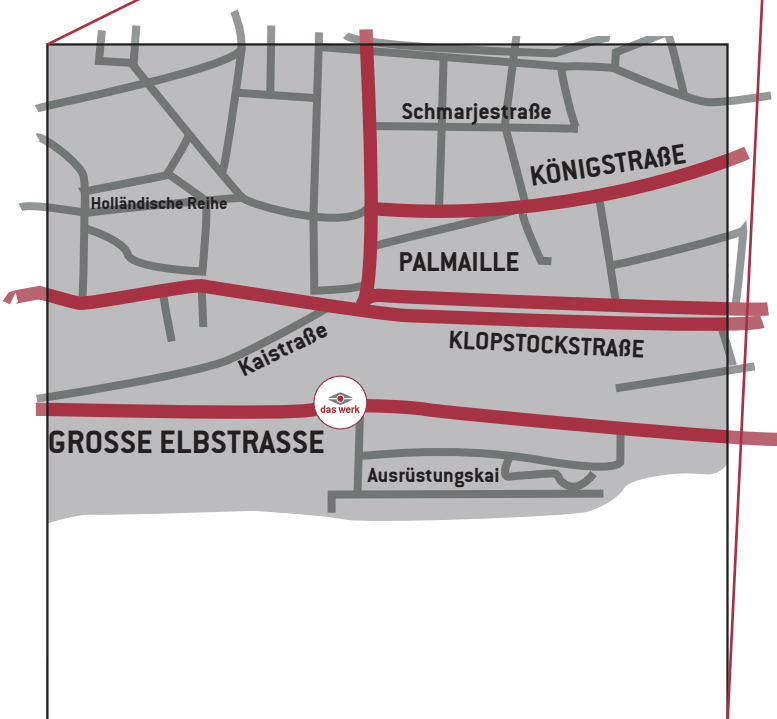 Schmarjestraße
KÖNIGSTRAßE
Holländische Reihe
PALMAILLE
Kaistraße
KLOPSTOCKSTRAßE
das werk
GROSSE ELBSTRASSE
Ausrüstungskai